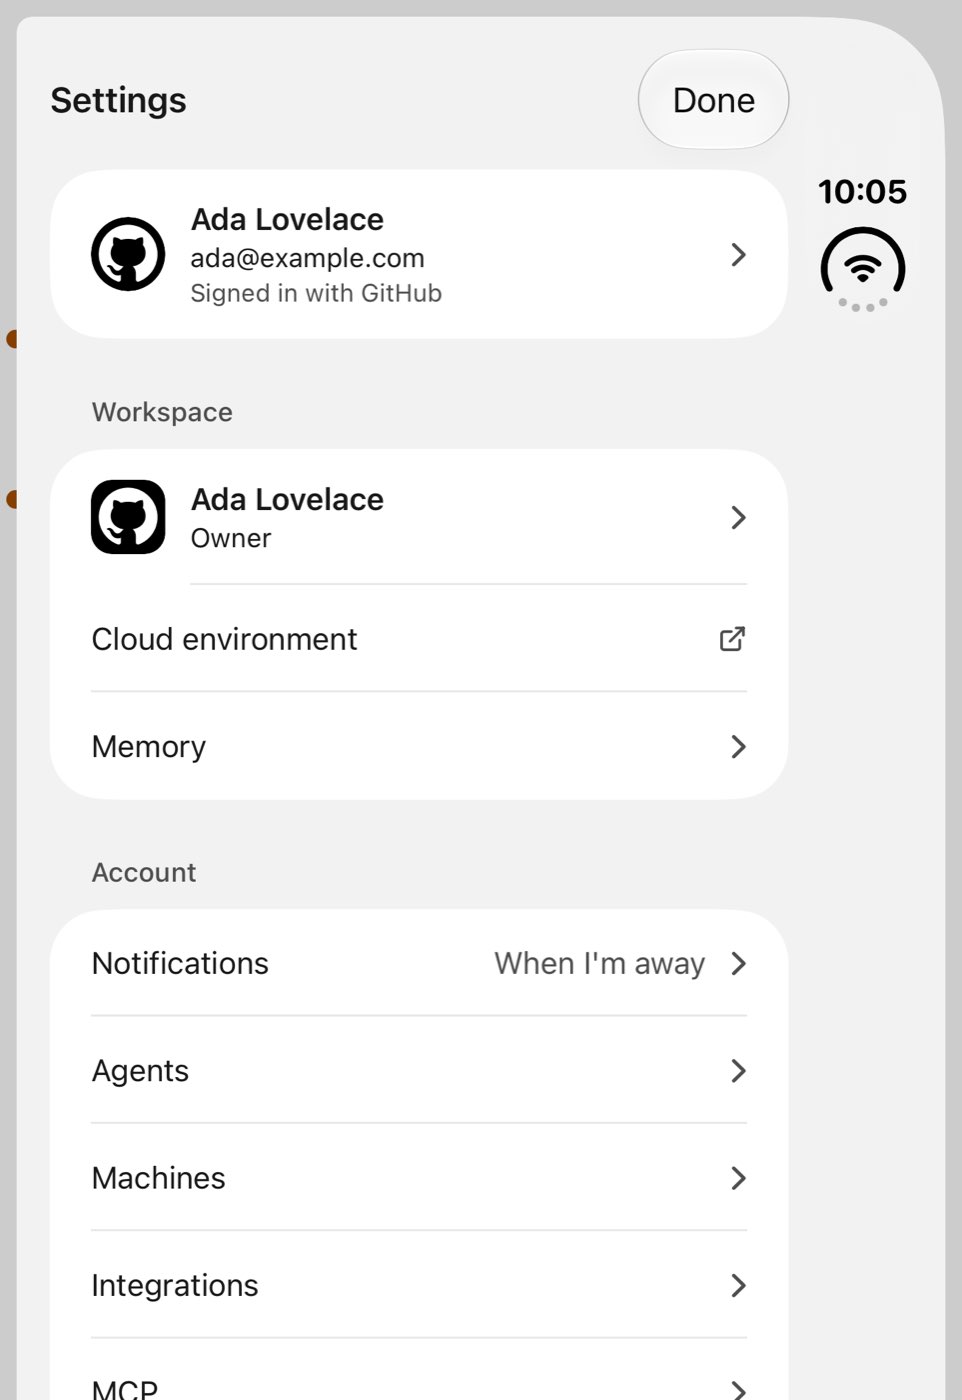 Settings
Done
10:05
Ada Lovelace
ada@example.com
Signed in with GitHub
Workspace
Ada Lovelace
Owner
Cloud environment
Memory
Account
Notifications
When I'm away
Agents
Machines
Integrations
MCP